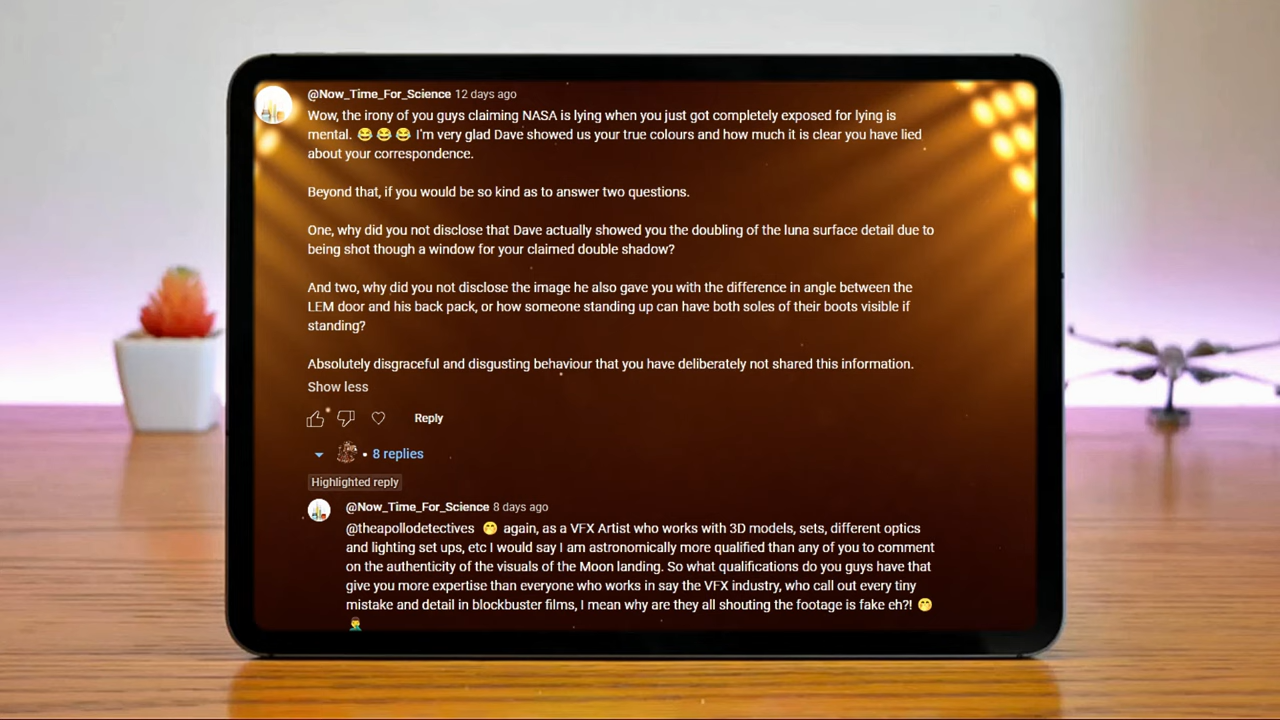 @Now_Time_For_Science 12 days ago
Wow, the irony of you guys claiming NASA is lying when you just got completely exposed for lying is
mental. 😂 😂 😂 I'm very glad Dave showed us your true colours and how much it is clear you have lied
about your correspondence.
Beyond that, if you would be so kind as to answer two questions.
One, why did you not disclose that Dave actually showed you the doubling of the luna surface detail due to
being shot though a window for your claimed double shadow?
And two, why did you not disclose the image he also gave you with the difference in angle between the
LEM door and his back pack, or how someone standing up can have both soles of their boots visible if
standing?
Absolutely disgraceful and disgusting behaviour that you have deliberately not shared this information.
Show less
Reply
• 8 replies
Highlighted reply
@Now_Time_For_Science 8 days ago
@theapollodetectives 🤭 again, as a VFX Artist who works with 3D models, sets, different optics
and lighting set ups, etc I would say I am astronomically more qualified than any of you to comment
on the authenticity of the visuals of the Moon landing. So what qualifications do you guys have that
give you more expertise than everyone who works in say the VFX industry, who call out every tiny
mistake and detail in blockbuster films, I mean why are they all shouting the footage is fake eh?! 🤭
🤦‍♂️